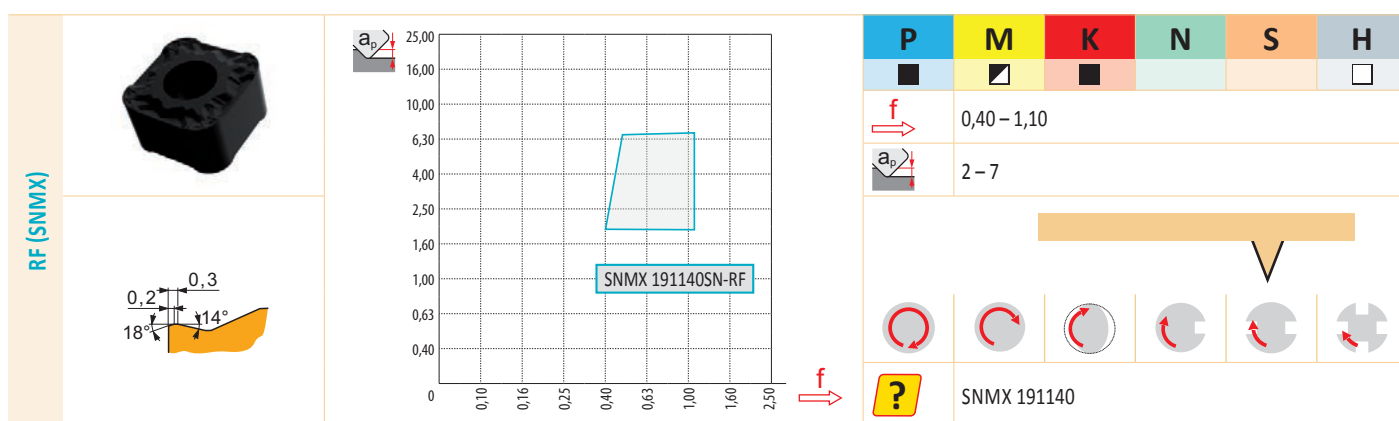 RF (SNMX)
0,3
0,2
14°
18°
ap
25,00
16,00
10,00
6,30
4,00
2,50
1,60
1,00
0,63
0,40
0
SNMX 191140SN-RF
0,10
0,16
0,25
0,40
0,63
1,00
1,60
2,50
f
P M K N S H
f 0,40 – 1,10
ap 2 – 7
? SNMX 191140